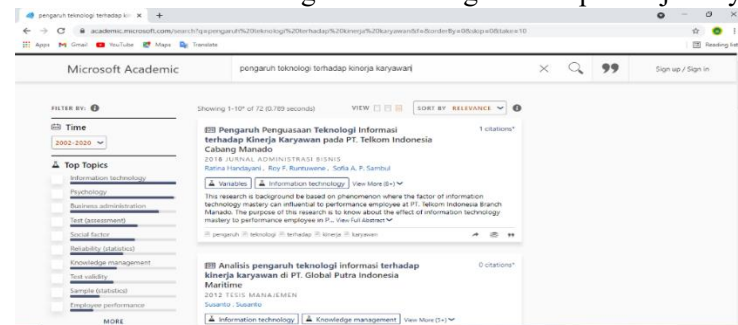 pengaruh teknologi terhadap kin
academic.microsoft.com/search?q=pengaruh%20teknologi%20terhadap%20kinerja%20karyawan&f=&orderBy=0&skip=0&take=10
Apps Gmail YouTube Maps Translate Reading list
Microsoft Academic pengaruh teknologi terhadap kinerja karyawan Sign up / Sign in
FILTER BY:
Time
2002-2020
Top Topics
Information technology
Psychology
Business administration
Test (assessment)
Social factor
Reliability (statistics)
Knowledge management
Test validity
Sample (statistics)
Employee performance
MORE
Showing 1-10* of 72 (0.789 seconds) VIEW SORT BY RELEVANCE
Pengaruh Penguasaan Teknologi Informasi terhadap Kinerja Karyawan pada PT. Telkom Indonesia Cabang Manado
1 citations*
2018 JURNAL ADMINISTRASI BISNIS
Ratina Handayani, Roy F. Runtuwene, Sofia A. P. Sambul
Variables Information technology View More (8+)
This research is background be based on phenomenon where the factor of information
technology mastery can influential to performance employee at PT. Telkom Indonesia Branch
Manado. The purpose of this research is to know about the effect of information technology
mastery to performance employee in P... View Full Abstract
pengaruh teknologi terhadap kinerja karyawan
Analisis pengaruh teknologi informasi terhadap
kinerja karyawan di PT. Global Putra Indonesia
Maritime
0 citations*
2012 TESIS MANAJEMEN
Susanto, Susanto
Information technology Knowledge management View More (5+)